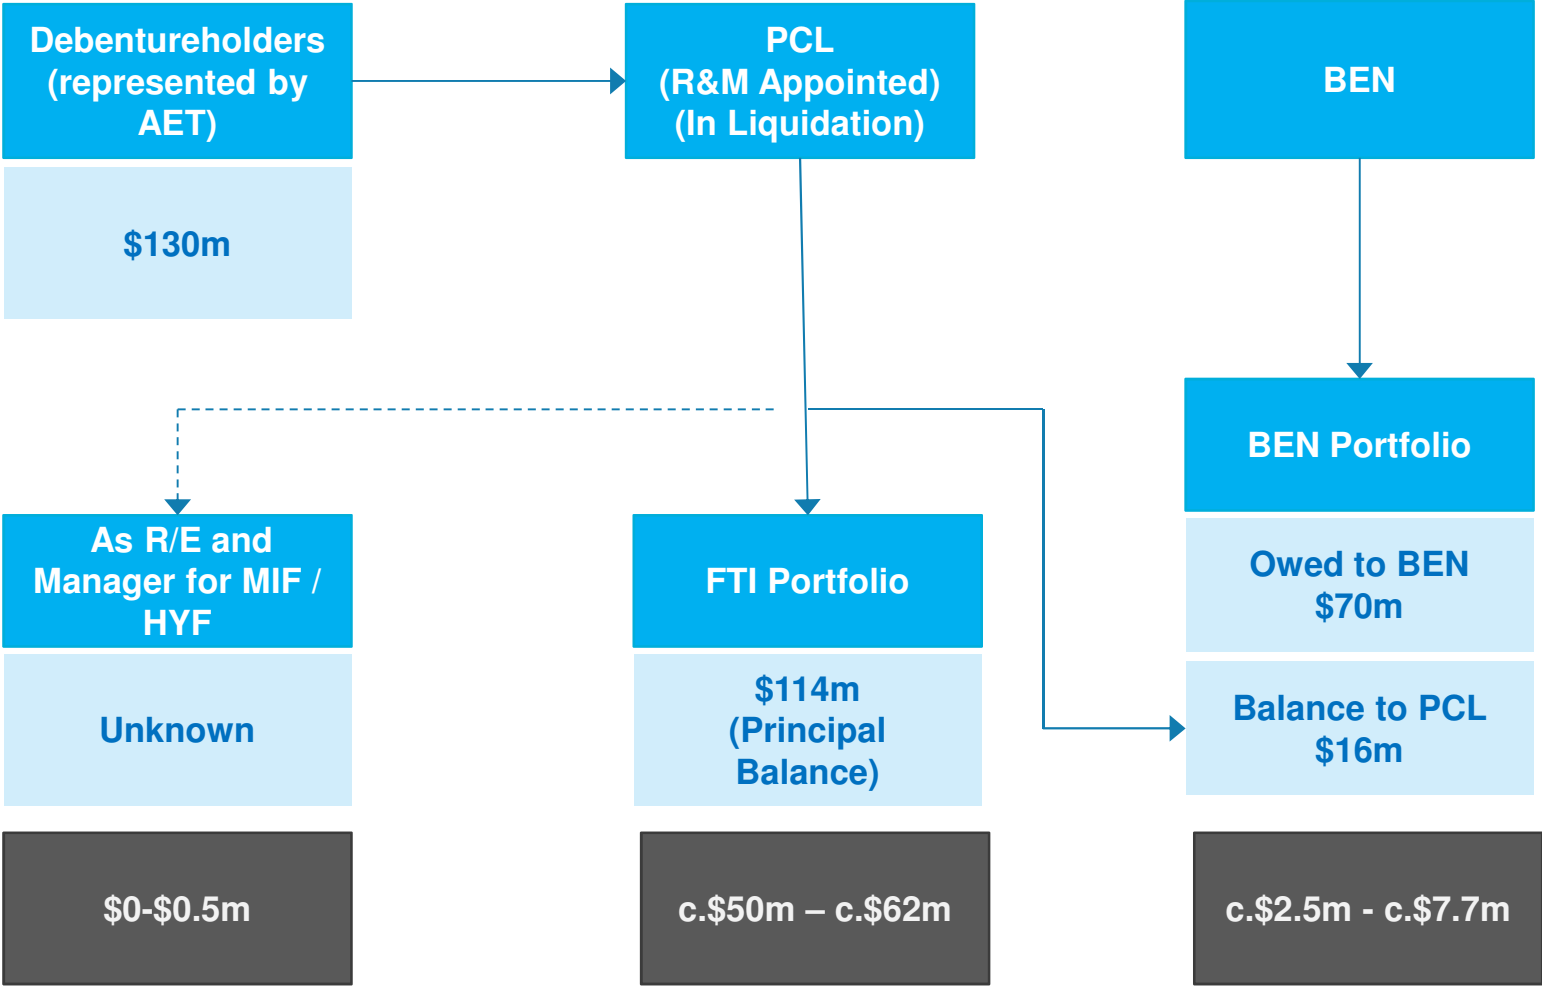 Debentureholders
(represented by
AET)
$130m
PCL
(R&M Appointed)
(In Liquidation)
BEN
BEN Portfolio
Owed to BEN
$70m
Balance to PCL
$16m
As R/E and
Manager for MIF /
HYF
Unknown
FTI Portfolio
$114m
(Principal
Balance)
$0-$0.5m
c.$50m – c.$62m
c.$2.5m - c.$7.7m